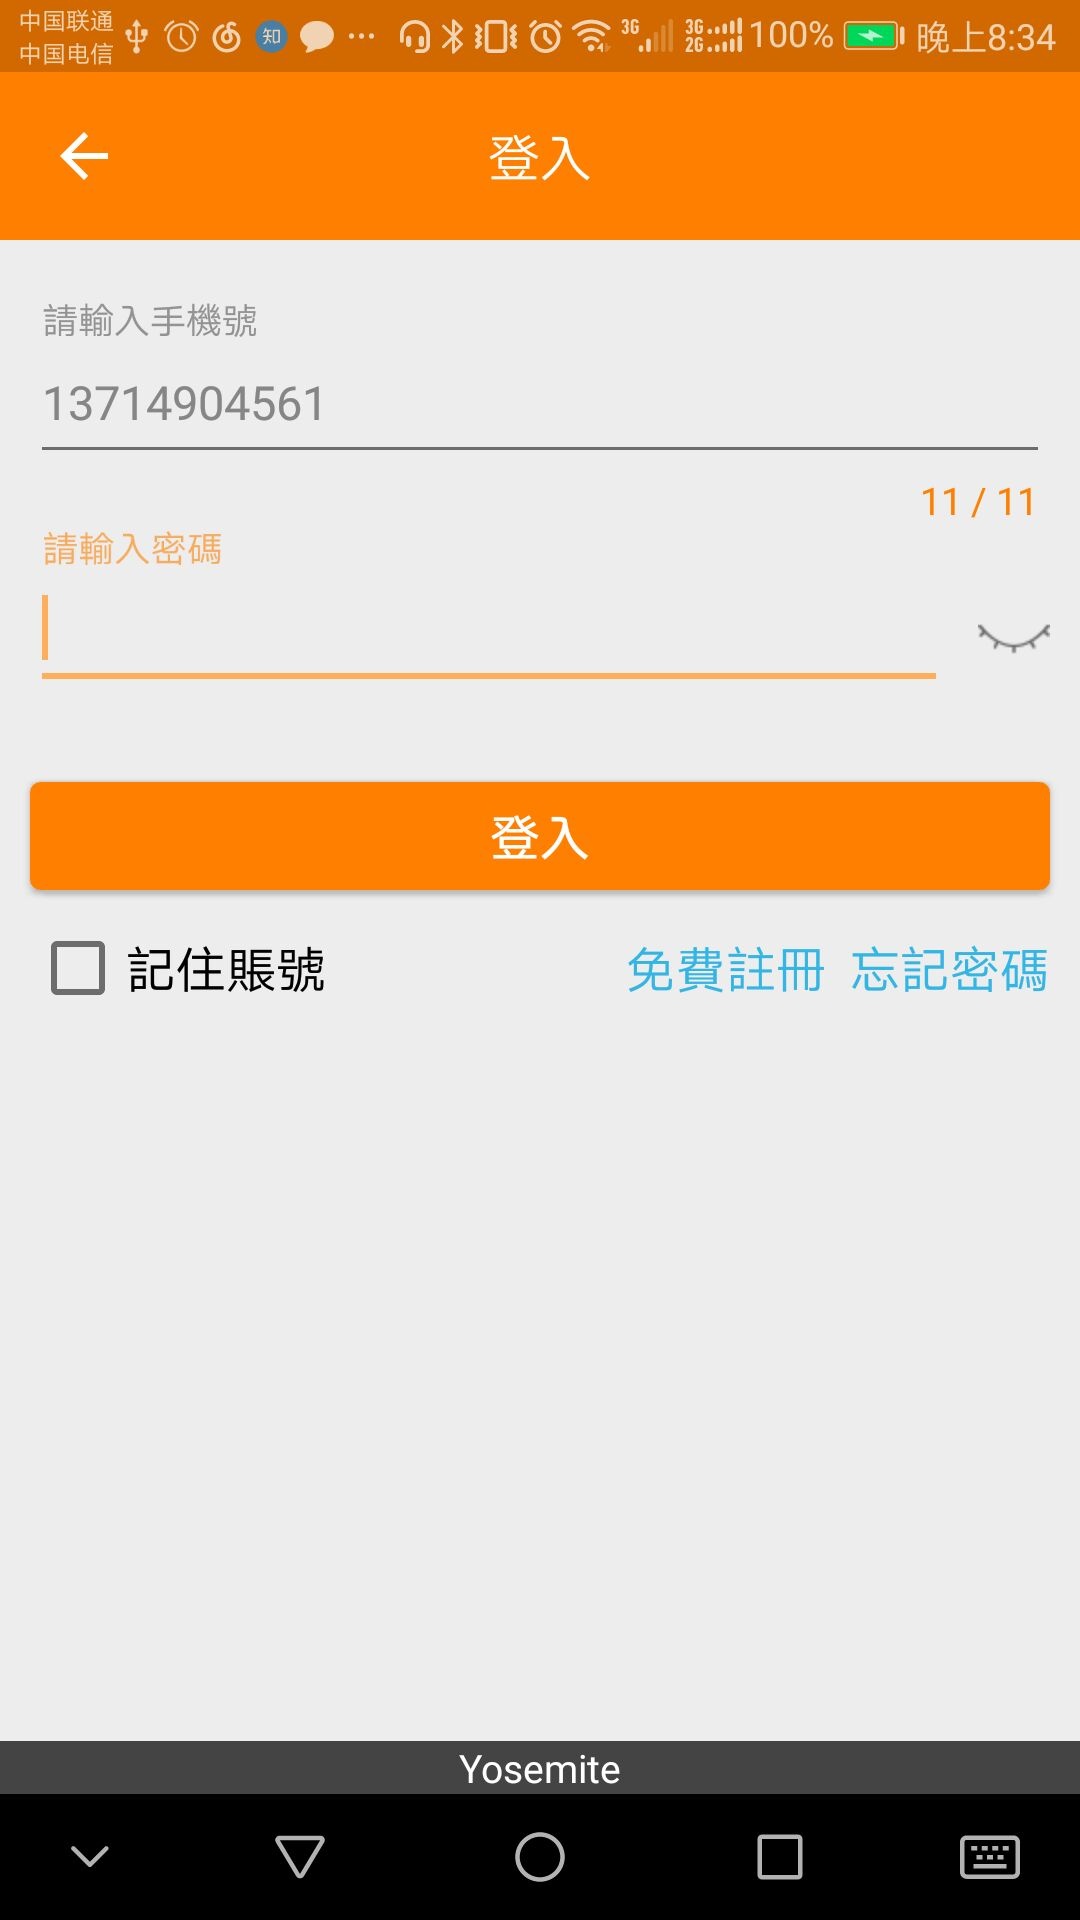 中国联通
中国电信
知
3G
3G
2G
100%
晚上8:34
登入
請輸入手機號
13714904561
11 / 11
請輸入密碼
登入
記住賬號 免費註冊 忘記密碼
Yosemite